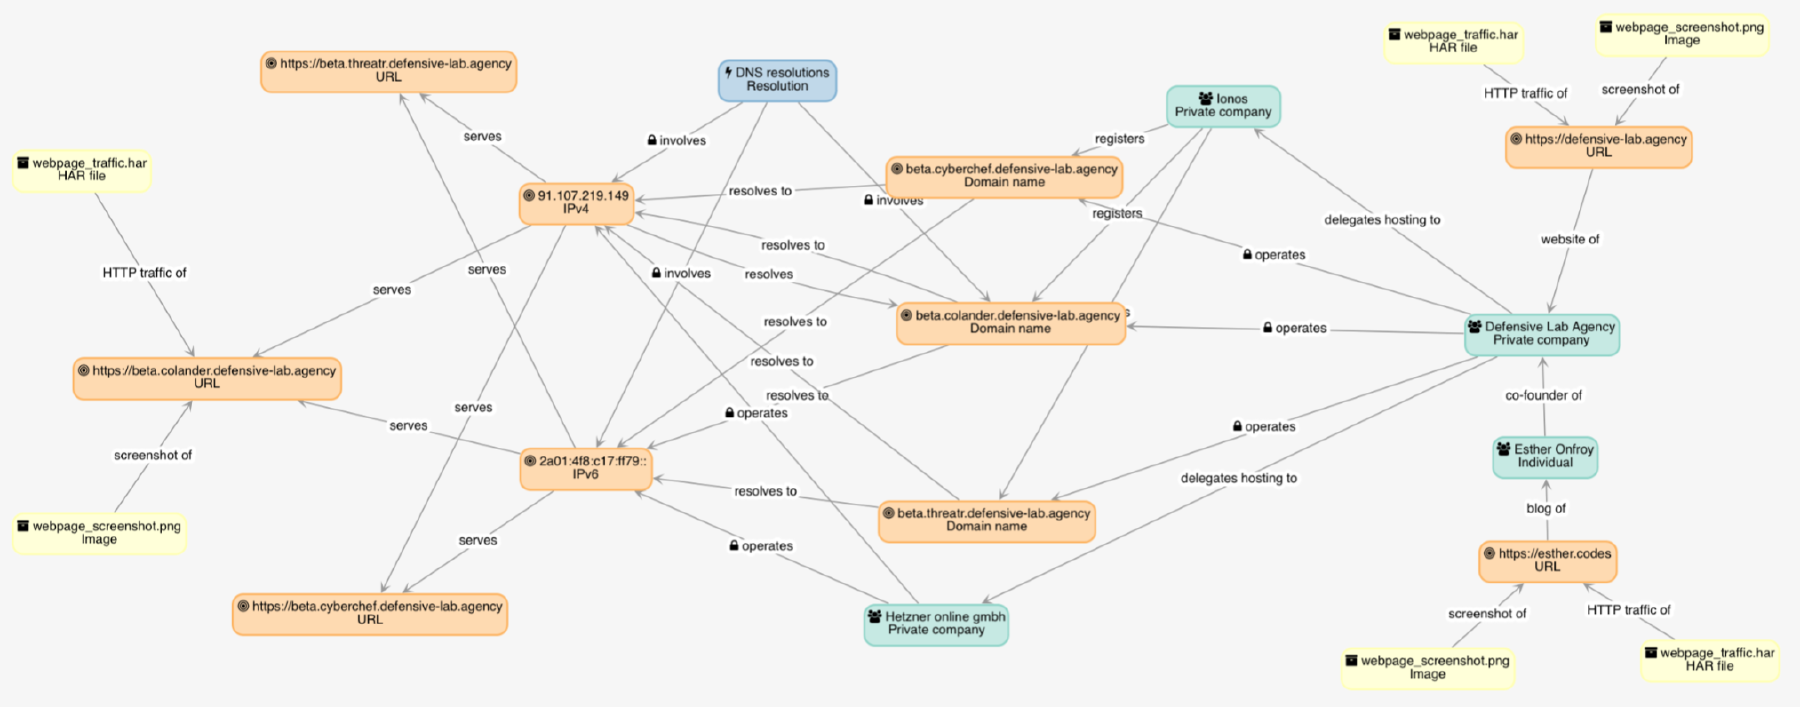 webpage_screenshot.png
Image
webpage_traffic.har
HAR file
https://beta.threatr.defensive-lab.agency
URL
DNS resolutions
Resolution
Ionos
Private company
HTTP traffic of
screenshot of
serves
involves
registers
https://defensive-lab.agency
URL
webpage_traffic.har
HAR file
beta.cyberchef.defensive-lab.agency
Domain name
91.107.219.149
IPv4
resolves to
involves
registers
delegates hosting to
website of
resolves to
operates
HTTP traffic of
serves
involves
resolves
serves
beta.colander.defensive-lab.agency
Domain name
resolves to
operates
Defensive Lab Agency
Private company
https://beta.colander.defensive-lab.agency
URL
resolves to
resolves to
co-founder of
serves
operates
serves
operates
screenshot of
Esther Onfroy
Individual
2a01:4f8:c17:ff79::
IPv6
delegates hosting to
resolves to
blog of
beta.threatr.defensive-lab.agency
Domain name
webpage_screenshot.png
Image
serves
operates
https://esther.codes
URL
https://beta.cyberchef.defensive-lab.agency
URL
Hetzner online gmbh
Private company
screenshot of
HTTP traffic of
webpage_screenshot.png
Image
webpage_traffic.har
HAR file